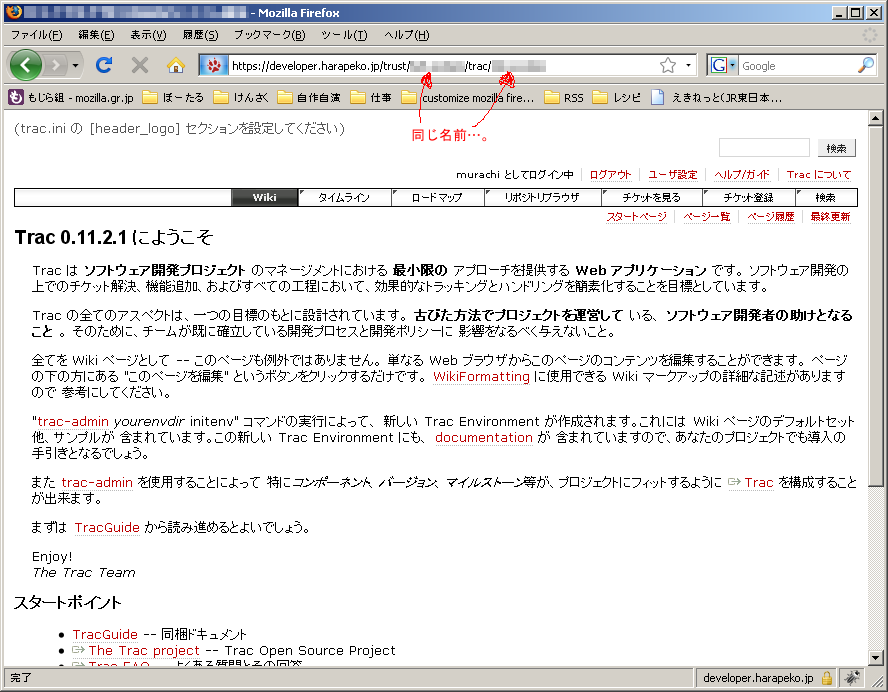 - Mozilla Firefox
ファイル(F) 編集(E) 表示(V) 履歴(S) ブックマーク(B) ツール(T) ヘルプ(H)
https://developer.harapeko.jp/trust/ /trac/
Google
もじら組 - mozilla.gr.jp ぽーたる けんさく 自作自演 仕事 customize mozilla fire... RSS レシピ えきねっと(JR東日本...
同じ名前…。
(trac.ini の [header_logo] セクションを設定してください)
検索
murachi としてログイン中 ログアウト ユーザ設定 ヘルプ/ガイド Trac について
Wiki タイムライン ロードマップ リポジトリブラウザ チケットを見る チケット登録 検索
スタートページ ページ一覧 ページ履歴 最終更新
Trac 0.11.2.1 にようこそ
Trac は ソフトウェア開発プロジェクト のマネージメントにおける 最小限の アプローチを提供する Web アプリケーション です。 ソフトウェア開発の
上でのチケット解決、機能追加、およびすべての工程において、効果的なトラッキングとハンドリングを簡素化することを目標としています。
Trac の全てのアスペクトは、一つの目標のもとに設計されています。 古びた方法でプロジェクトを運営して いる、 ソフトウェア開発者の助けとなる
こと 。 そのために、チームが既に確立している開発プロセスと開発ポリシーに 影響をなるべく与えないこと。
全てを Wiki ページとして -- このページも例外ではありません。 単なる Web ブラウザからこのページのコンテンツを編集することができます。 ページ
の下の方にある "このページを編集" というボタンをクリックするだけです。 WikiFormatting に使用できる Wiki マークアップの詳細な記述があります
ので 参考にしてください。
"trac-admin yourenvdir initenv" コマンドの実行によって、 新しい Trac Environment が作成されます。これには Wiki ページのデフォルトセット
他、サンプルが 含まれています。この新しい Trac Environment にも、 documentation が 含まれていますので、あなたのプロジェクトでも導入の
手引きとなるでしょう。
また trac-admin を使用することによって 特にコンポーネント、バージョン、マイルストーン等が、プロジェクトにフィットするように Trac を構成すること
が出来ます。
まずは TracGuide から読み進めるとよいでしょう。
Enjoy!
The Trac Team
スタートポイント
TracGuide -- 同梱ドキュメント
The Trac project -- Trac Open Source Project
Trac FAQ -- よくある質問とその回答
完了
developer.harapeko.jp